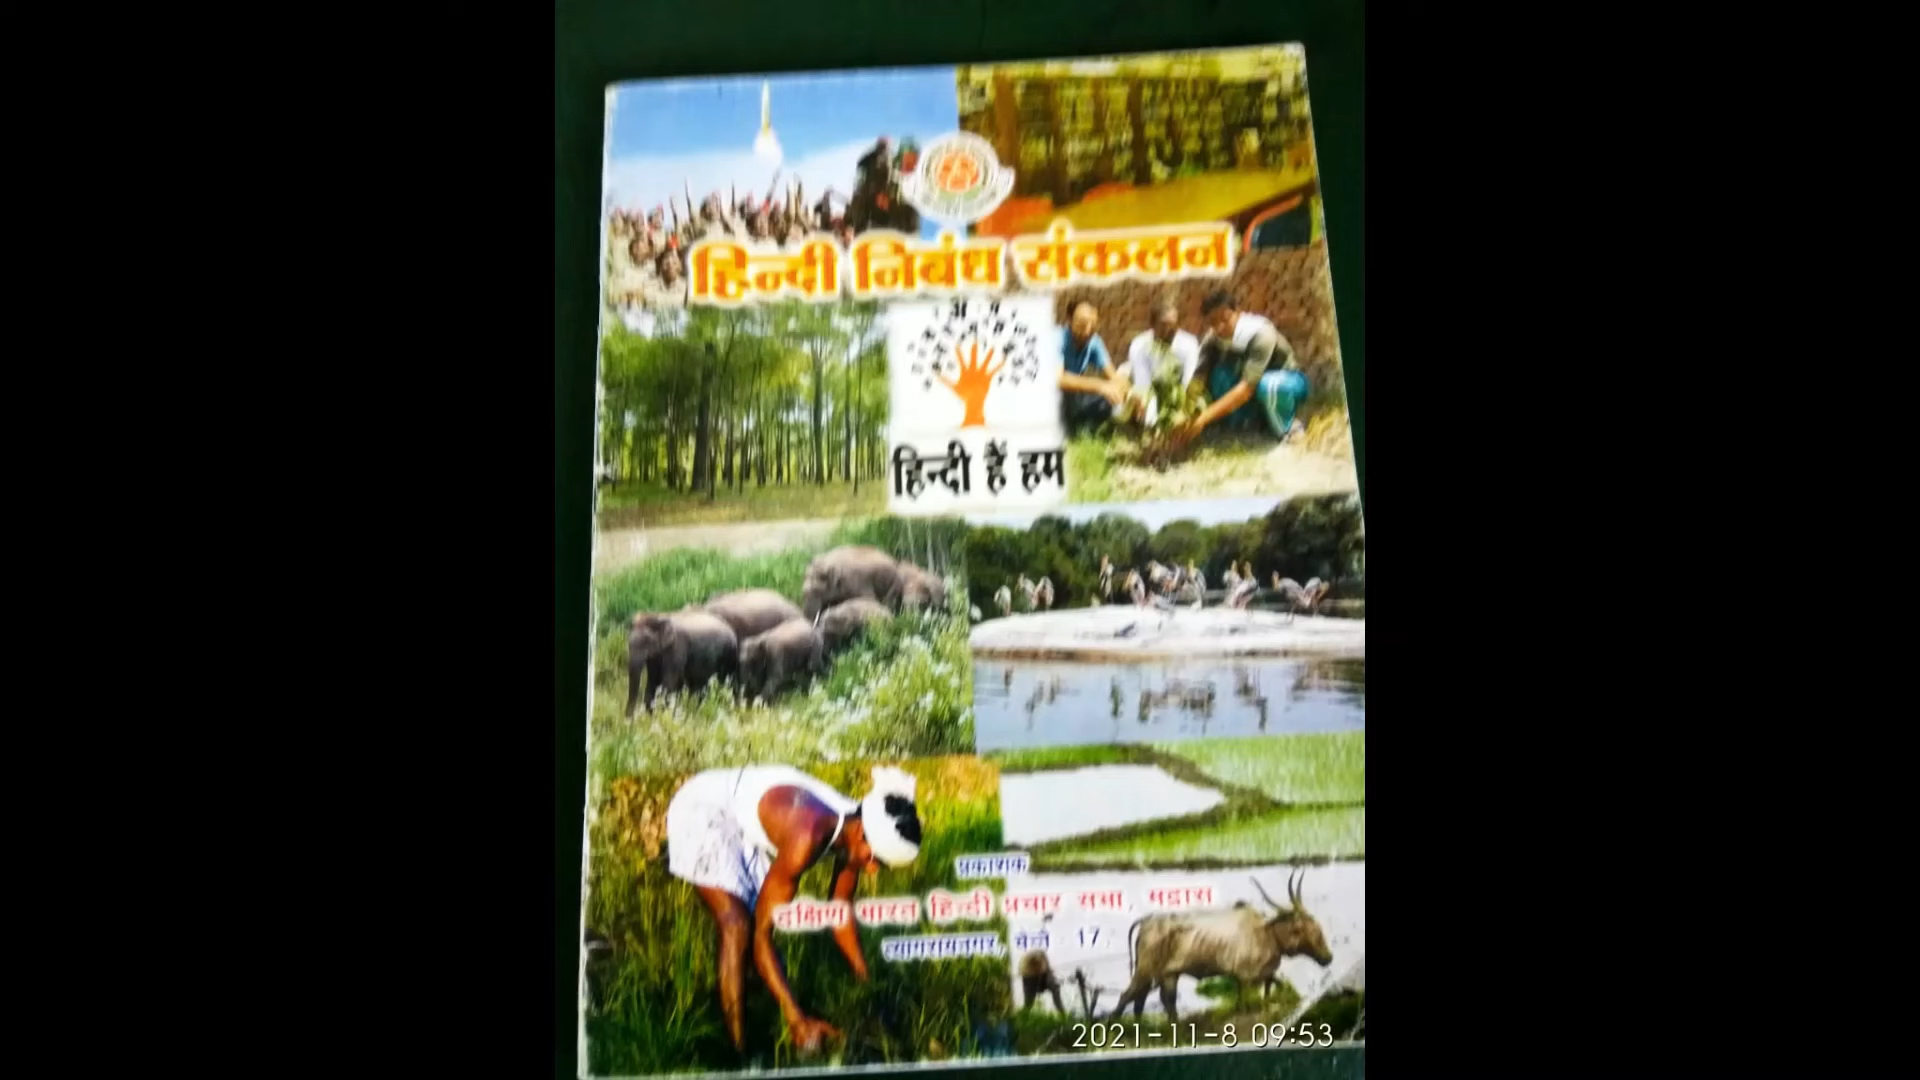 हिन्दी निबंध संकलन
हिन्दी हैं हम
प्रकाशक
दक्षिण भारत हिन्दी प्रचार सभा, मद्रास
त्यागरायनगर, चेन्नै - 17.
2021-11-8 09:53